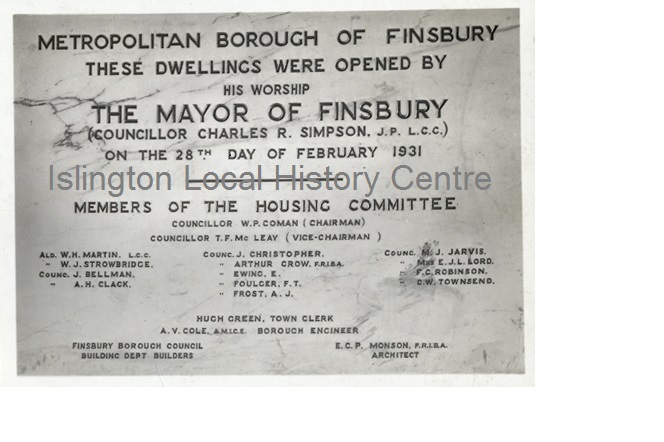 METROPOLITAN BOROUGH OF FINSBURY
THESE DWELLINGS WERE OPENED BY
HIS WORSHIP
THE MAYOR OF FINSBURY
(COUNCILLOR CHARLES R. SIMPSON, J.P. L.C.C.)
ON THE 28TH DAY OF FEBRUARY 1931
Islington Local History Centre
MEMBERS OF THE HOUSING COMMITTEE
COUNCILLOR W.P. COMAN (CHAIRMAN)
COUNCILLOR T.F. Mc LEAY (VICE-CHAIRMAN)
ALD. W.H. MARTIN, L.C.C.
" W.J. STROWBRIDGE,
COUNC. J. BELLMAN,
" A.H. CLACK,
COUNC. J. CHRISTOPHER,
" ARTHUR CROW, F.R.I.B.A.
" EWING, E.
" FOULGER, F.T.
" FROST, A.J.
COUNC. M.J. JARVIS,
" MRS E.J.L. LORD,
" F.C. ROBINSON,
" C.W. TOWNSEND,
HUGH GREEN, TOWN CLERK
A.V. COLE, A.M.I.C.E. BOROUGH ENGINEER
FINSBURY BOROUGH COUNCIL
BUILDING DEPT BUILDERS
E.C.P. MONSON, F.R.I.B.A.
ARCHITECT